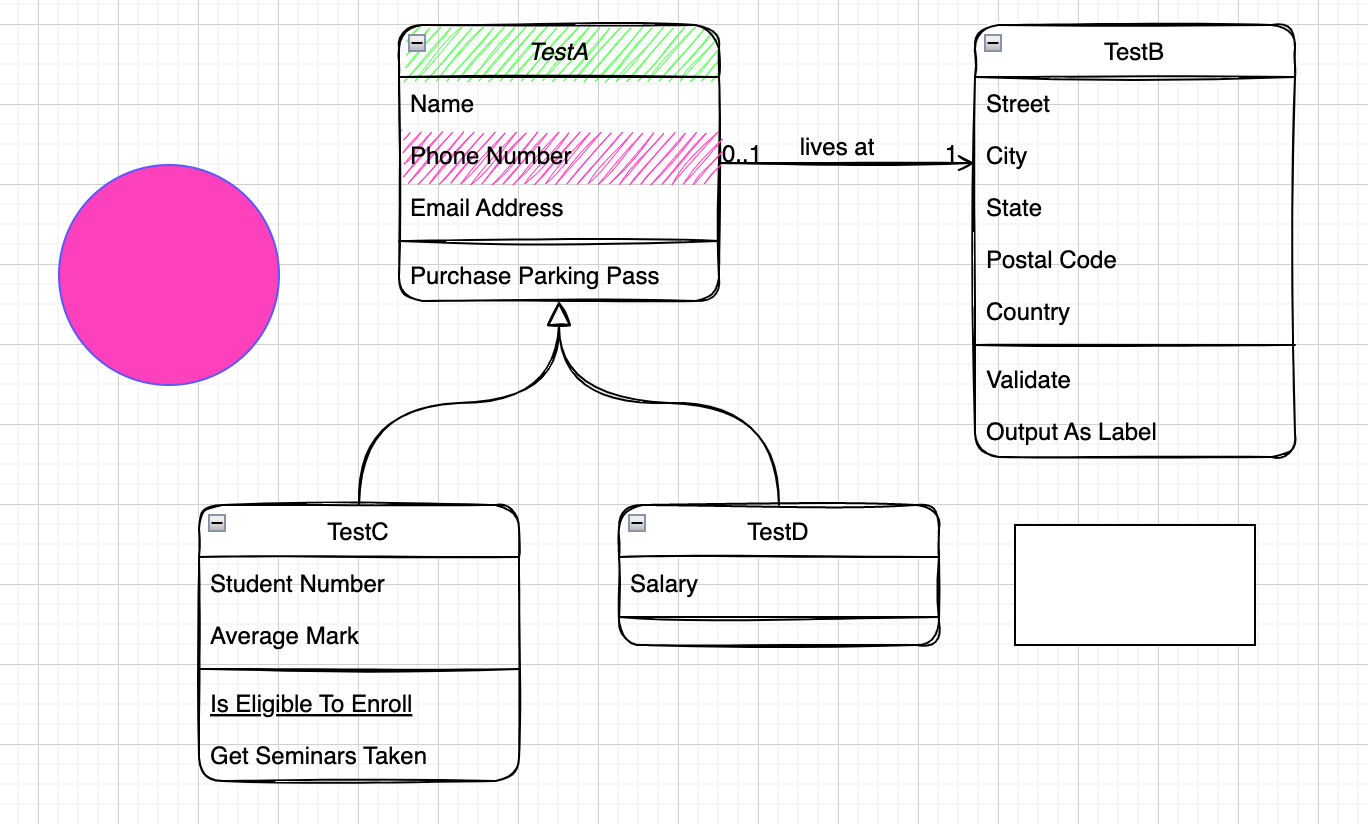 TestA
Name
Phone Number
Email Address
Purchase Parking Pass
0..1
lives at
1
TestB
Street
City
State
Postal Code
Country
Validate
Output As Label
TestC
Student Number
Average Mark
Is Eligible To Enroll
Get Seminars Taken
TestD
Salary